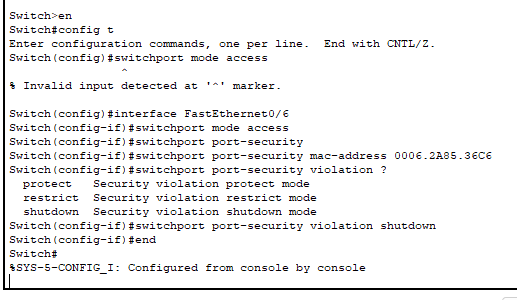 Switch>en
Switch#config t
Enter configuration commands, one per line.  End with CNTL/Z.
Switch(config)#switchport mode access
                 ^
% Invalid input detected at '^' marker.

Switch(config)#interface FastEthernet0/6
Switch(config-if)#switchport mode access
Switch(config-if)#switchport port-security
Switch(config-if)#switchport port-security mac-address 0006.2A85.36C6
Switch(config-if)#switchport port-security violation ?
  protect   Security violation protect mode
  restrict  Security violation restrict mode
  shutdown  Security violation shutdown mode
Switch(config-if)#switchport port-security violation shutdown
Switch(config-if)#end
Switch#
%SYS-5-CONFIG_I: Configured from console by console